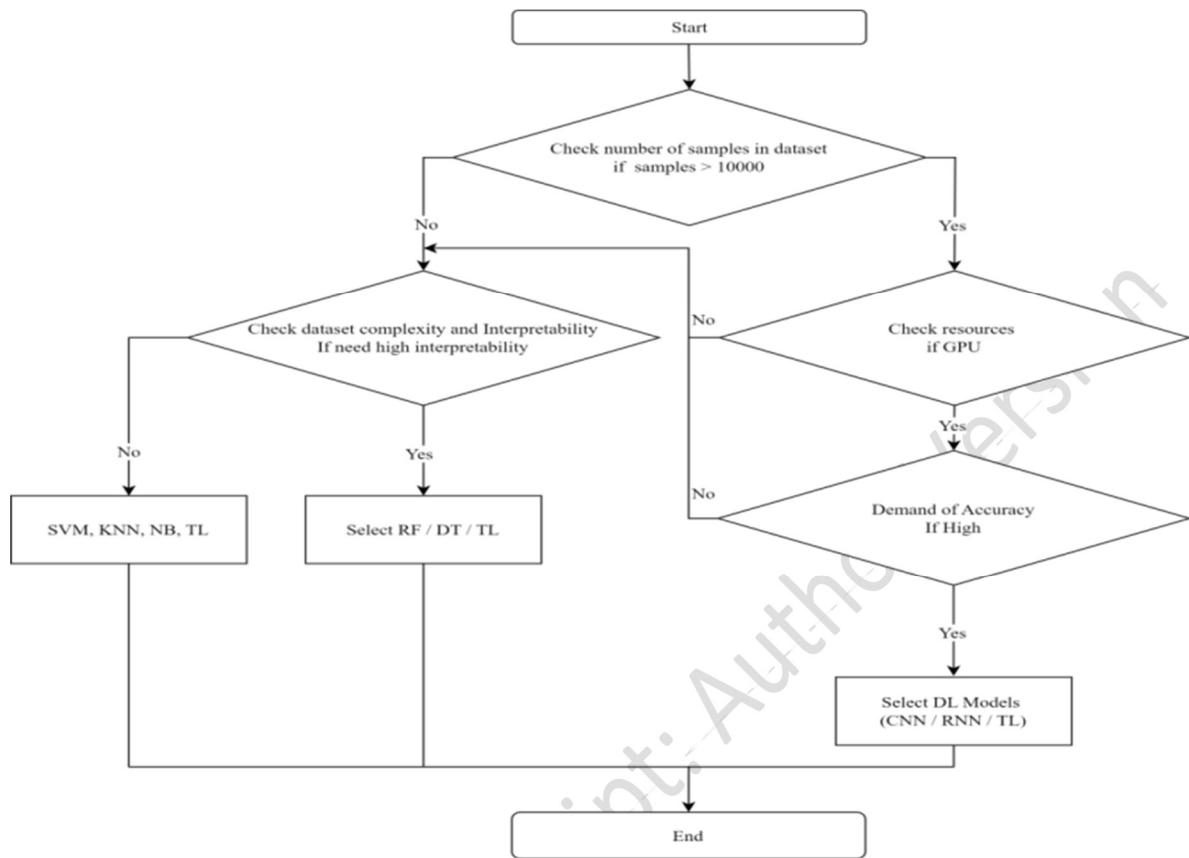 Start
Check number of samples in dataset
if samples > 10000
No
Yes
Check dataset complexity and Interpretability
If need high interpretability
No
Check resources
if GPU
No
Yes
Yes
No
Demand of Accuracy
If High
SVM, KNN, NB, TL
Select RF / DT / TL
Yes
Select DL Models
(CNN / RNN / TL)
End